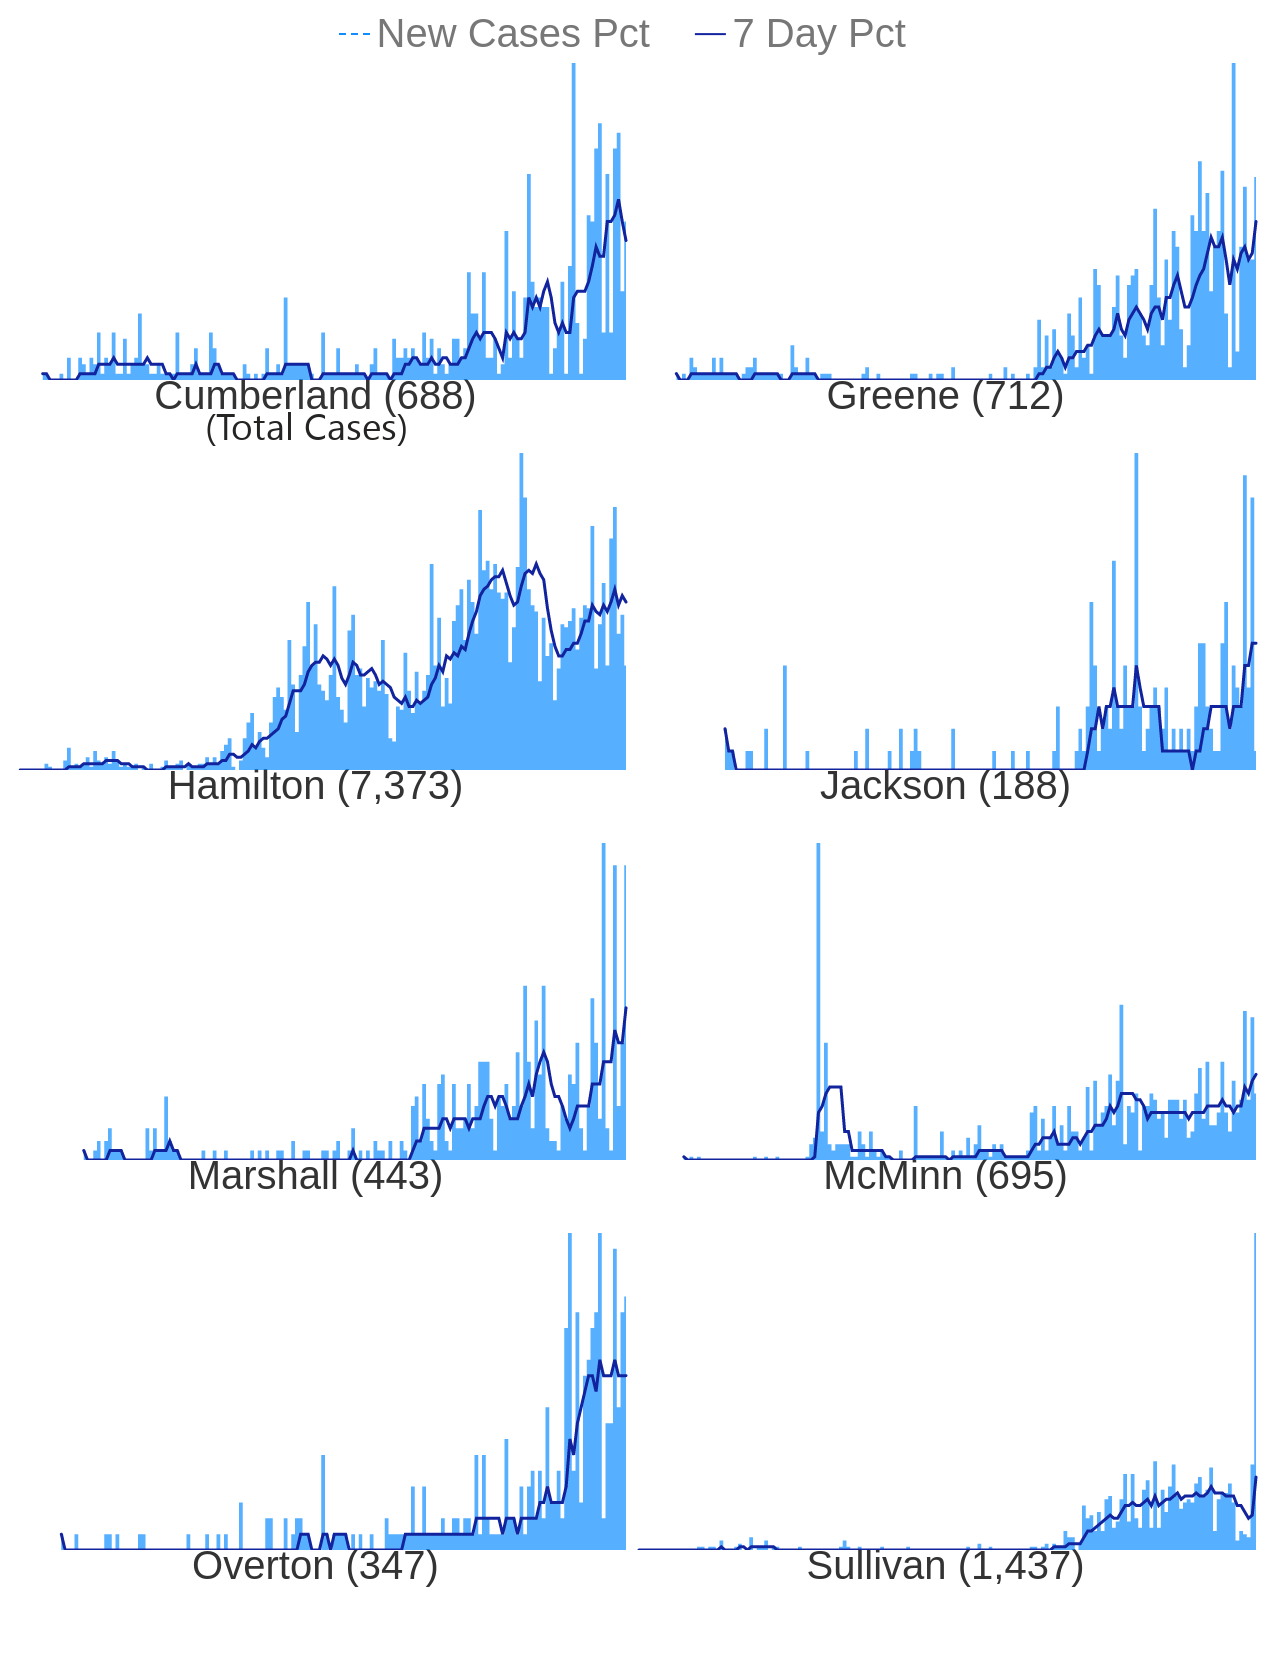 New Cases Pct 7 Day Pct
Cumberland (688) Greene (712)
(Total Cases)
Hamilton (7,373) Jackson (188)
Marshall (443) McMinn (695)
Overton (347) Sullivan (1,437)